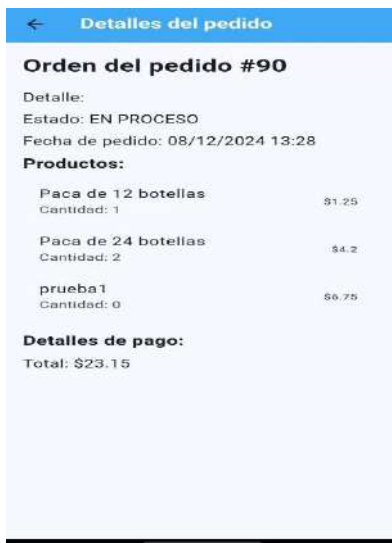 Detalles del pedido
Orden del pedido #90
Detalle:
Estado: EN PROCESO
Fecha de pedido: 08/12/2024 13:28
Productos:
Paca de 12 botellas
Cantidad: 1
$1.25
Paca de 24 botellas
Cantidad: 2
$4.2
prueba1
Cantidad: 0
$6.75
Detalles de pago:
Total: $23.15